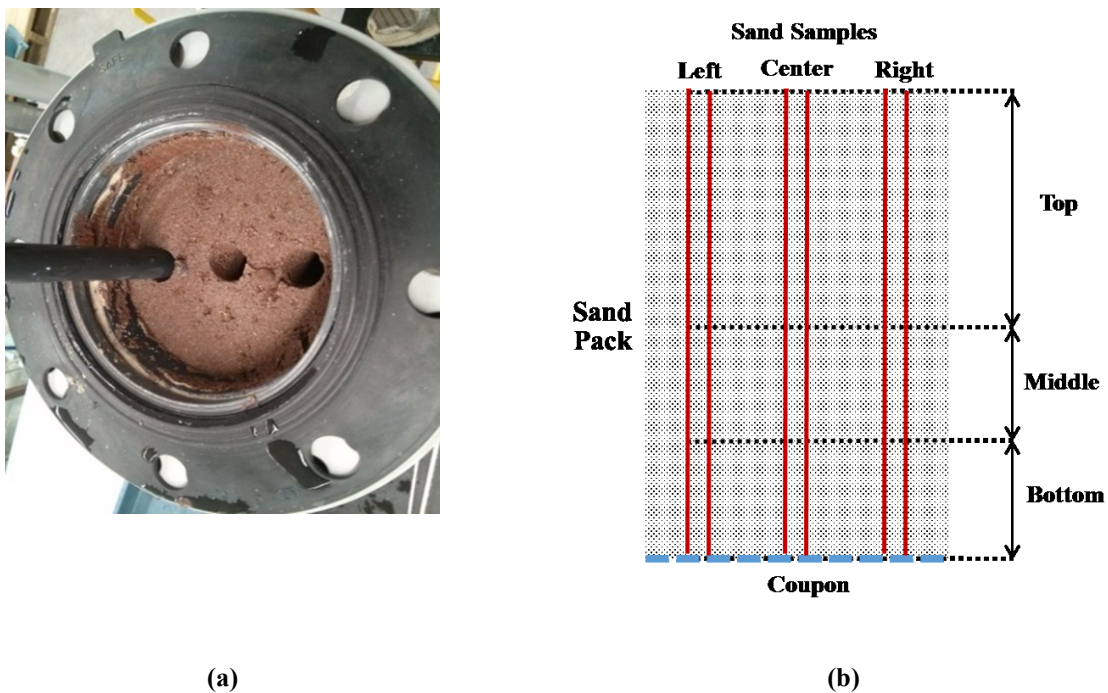 Sand Samples
Left Center Right
Top
Sand
Pack
Middle
Bottom
Coupon
(a) (b)